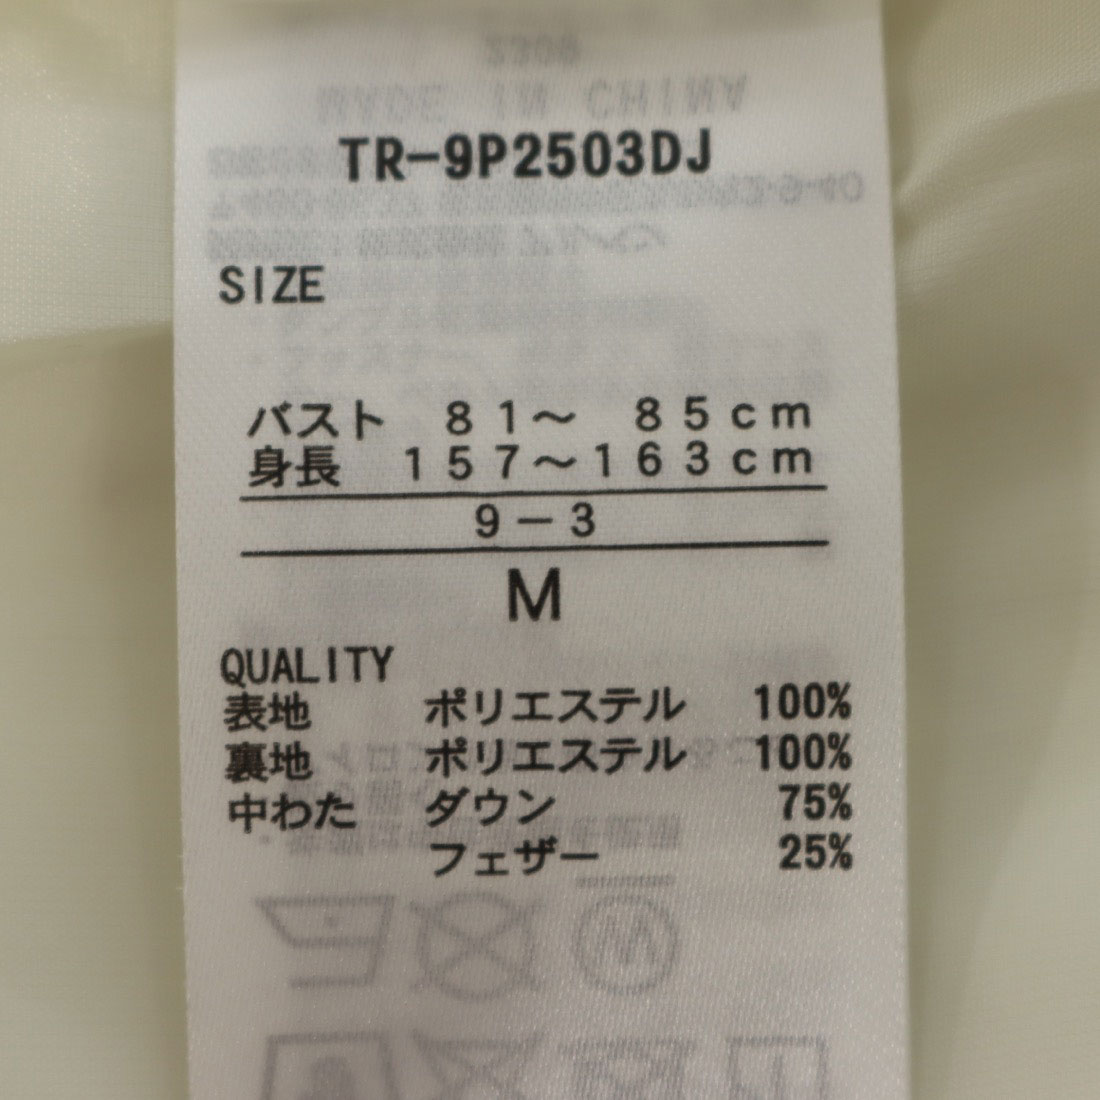 TR-9P2503DJ
SIZE
バスト 81～ 85cm
身長 157～163cm
9-3
M
QUALITY
表地 ポリエステル 100%
裏地 ポリエステル 100%
中わた ダウン 75%
フェザー 25%